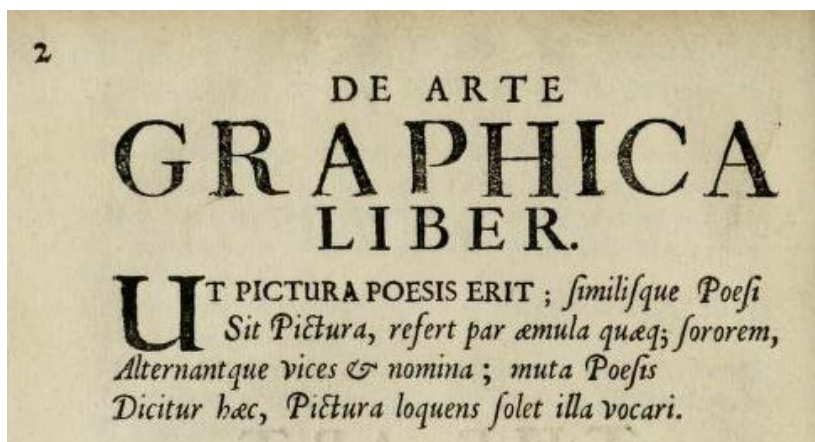 2
DE ARTE
GRAPHICA
LIBER.
UT PICTURA POESIS ERIT ; ſimiliſque Poeſi
Sit Pictura, refert par æmula quæq; ſororem,
Alternantque vices & nomina ; muta Poeſis
Dicitur hæc, Pictura loquens ſolet illa vocari.